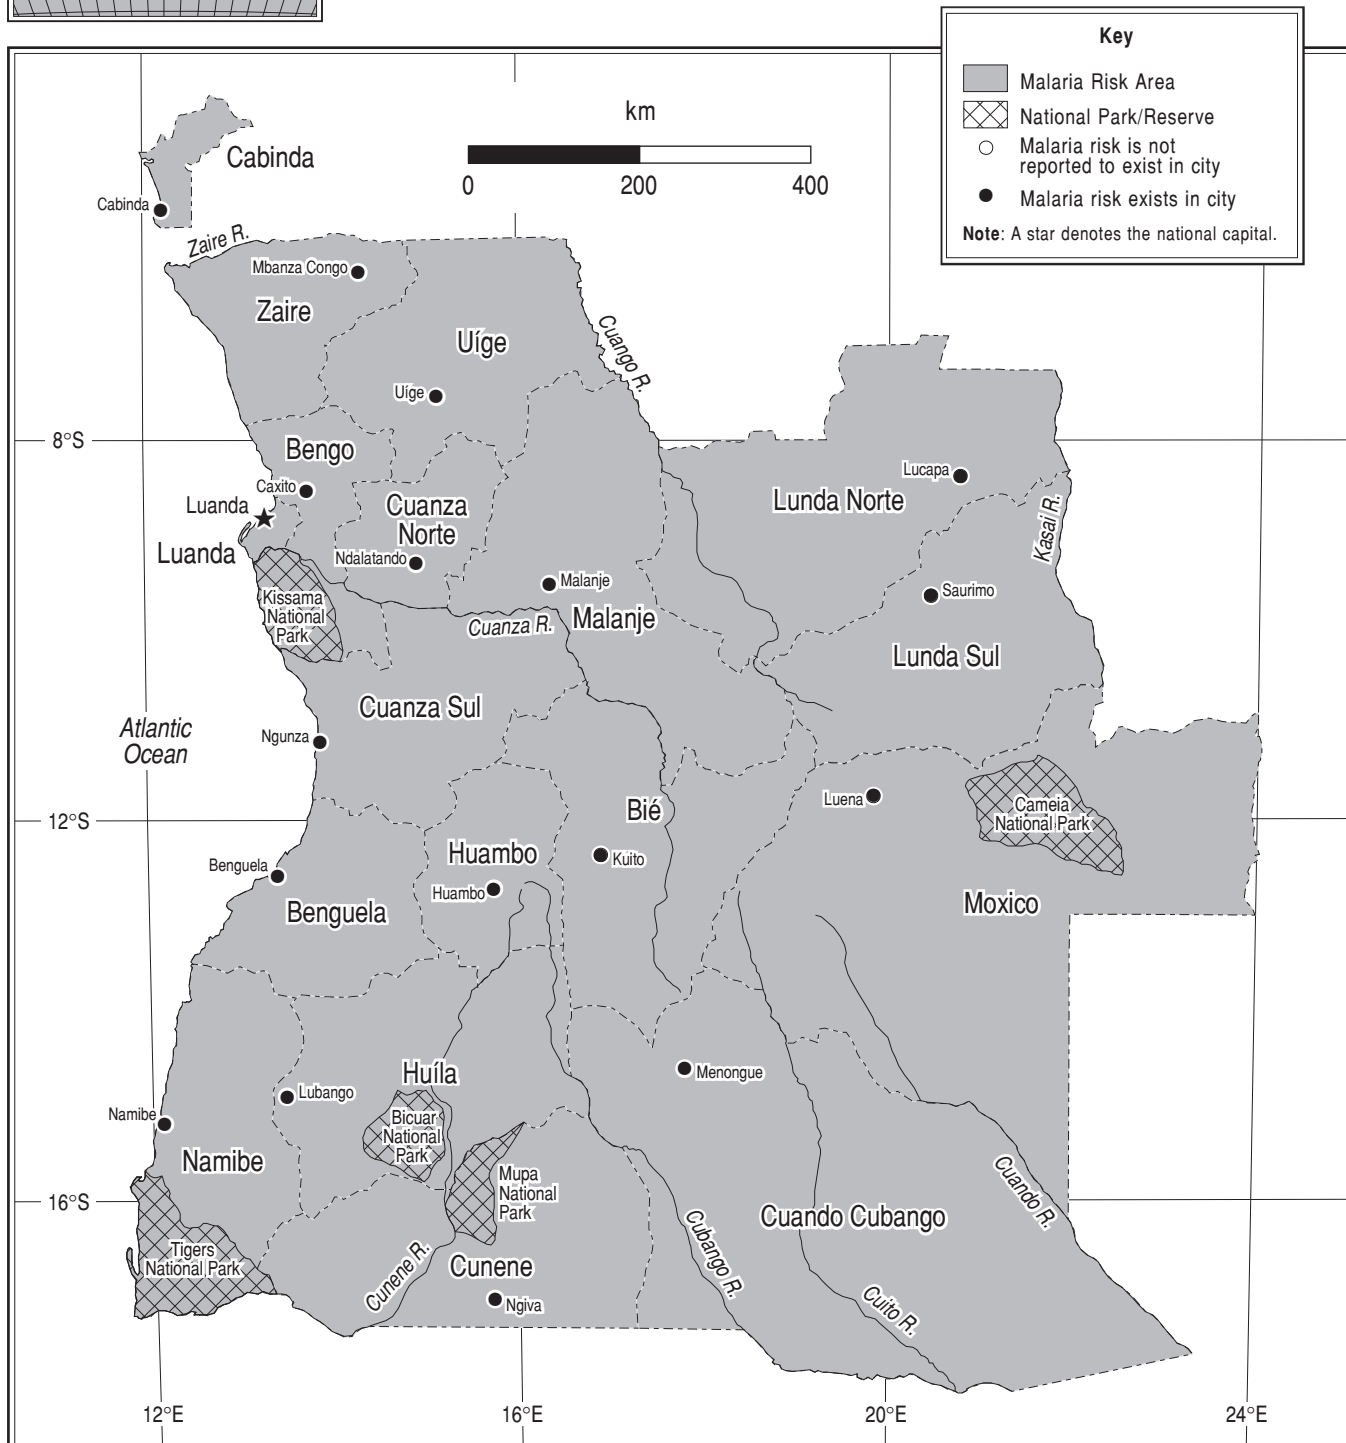 Key
Malaria Risk Area
National Park/Reserve
Malaria risk is not
reported to exist in city
Malaria risk exists in city
Note: A star denotes the national capital.
km
0 200 400
Cabinda
Cabinda
Zaire R.
Mbanza Congo
Zaire
Uíge
Cuango R.
Uíge
8°S
Bengo
Caxito
Luanda
Luanda
Cuanza
Norte
Ndalatando
Lunda Norte
Lucapa
Kasai R.
Saurimo
Lunda Sul
Malanje
Malanje
Cuanza R.
Kissama
National
Park
Cuanza Sul
Atlantic
Ocean
Ngunza
Luena
Cameia
National Park
Bié
12°S
Huambo
Kuito
Benguela
Huambo
Benguela
Moxico
Huíla
Menongue
Lubango
Namibe
Bicuar
National
Park
Namibe
Mupa
National
Park
Cuando R.
16°S
Cuando Cubango
Cubango R.
Tigers
National Park
Cunene R.
Cunene
Ngiva
Cuito R.
12°E 16°E 20°E 24°E